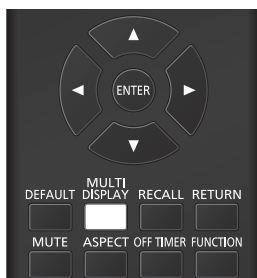 ENTER
MULTI
DEFAULT DISPLAY RECALL RETURN
MUTE ASPECT OFF TIMER FUNCTION